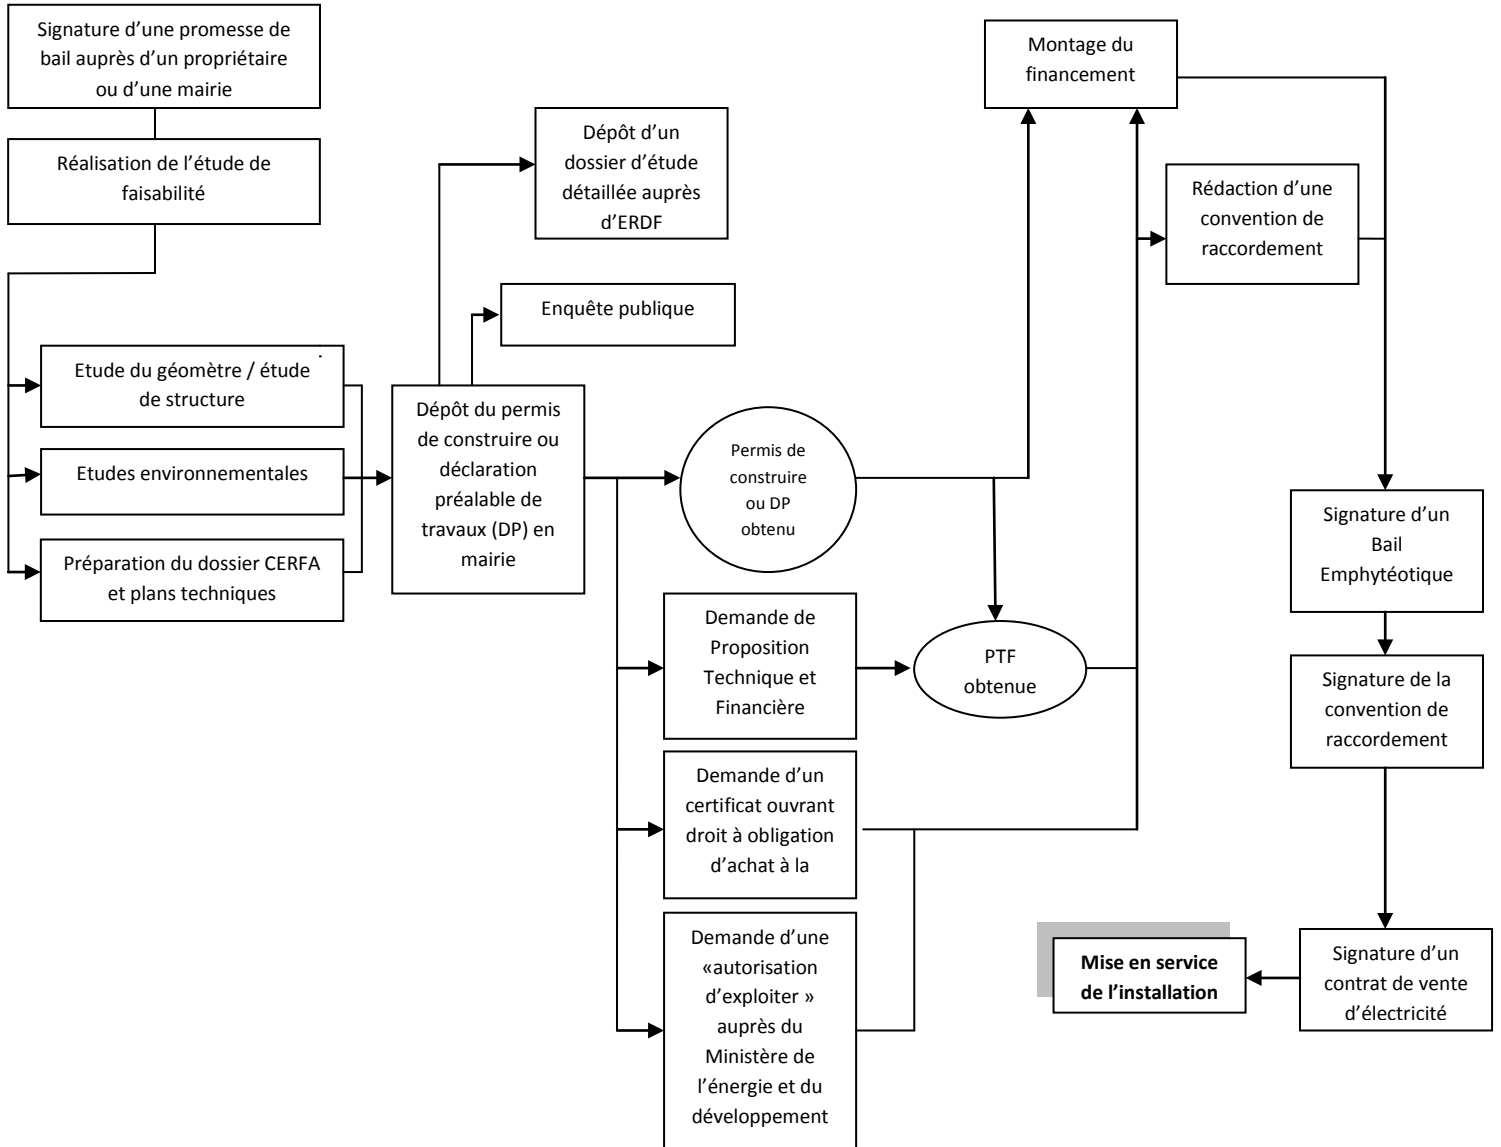 Signature d’une promesse de
bail auprès d’un propriétaire
ou d’une mairie
Réalisation de l’étude de
faisabilité
Etude du géomètre / étude
de structure
Etudes environnementales
Préparation du dossier CERFA
et plans techniques
Dépôt du permis
de construire ou
déclaration
préalable de
travaux (DP) en
mairie
Dépôt d’un
dossier d’étude
détaillée auprès
d’ERDF
Enquête publique
Permis de
construire
ou DP
obtenu
Demande de
Proposition
Technique et
Financière
PTF
obtenue
Demande d’un
certificat ouvrant
droit à obligation
d’achat à la
Demande d’une
«autorisation
d’exploiter »
auprès du
Ministère de
l’énergie et du
développement
Montage du
financement
Rédaction d’une
convention de
raccordement
Signature d’un
Bail
Emphytéotique
Signature de la
convention de
raccordement
Signature d’un
contrat de vente
d’électricité
Mise en service
de l’installation